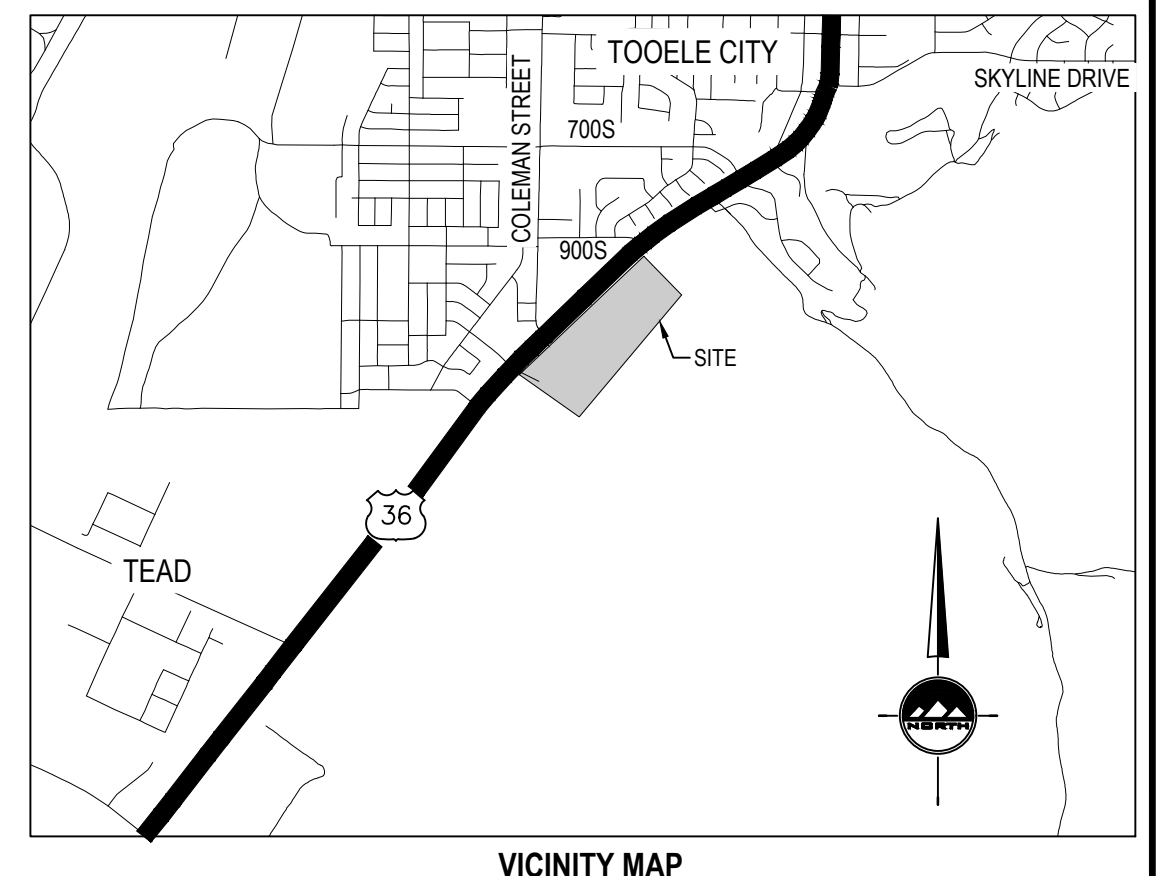 TOOELE CITY
SKYLINE DRIVE
COLEMAN STREET
700S
900S
SITE
36
TEAD
NORTH
VICINITY MAP